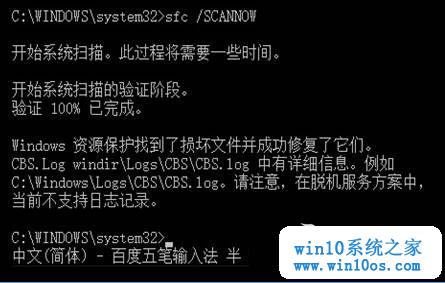 C:\WINDOWS\system32>sfc /SCANNOW
开始系统扫描。此过程将需要一些时间。
开始系统扫描的验证阶段。
验证 100% 已完成。
Windows 资源保护找到了损坏文件并成功修复了它们。
CBS.Log windir\Logs\CBS\CBS.log 中有详细信息。例如
C:\Windows\Logs\CBS\CBS.log。请注意，在脱机服务方案中，
当前不支持日志记录。
C:\WINDOWS\system32>
中文(简体) - 百度五笔输入法 半
win10系统之家
www.win10os.com